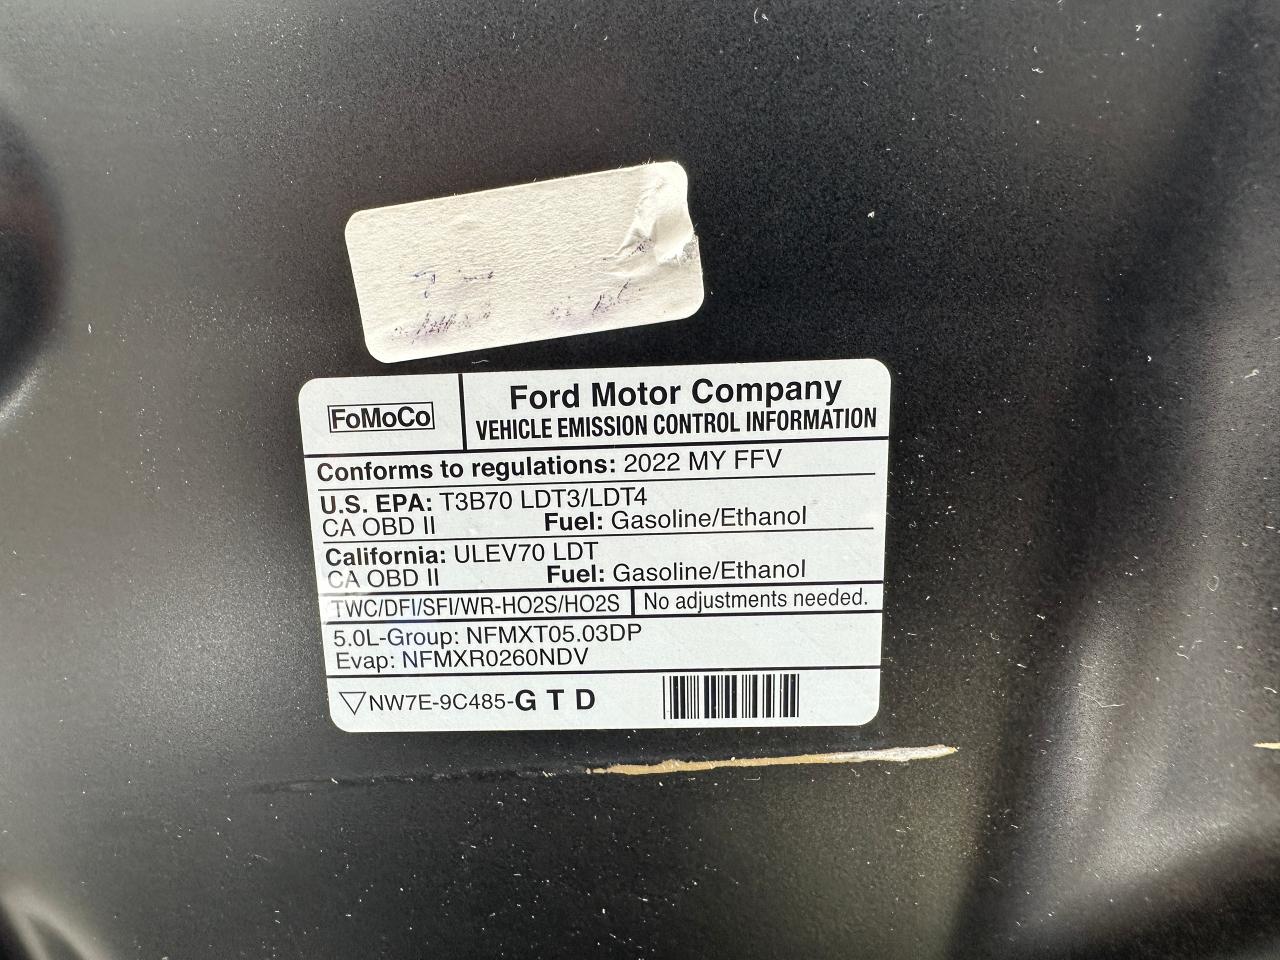 FoMoCo
Ford Motor Company
VEHICLE EMISSION CONTROL INFORMATION
Conforms to regulations: 2022 MY FFV
U.S. EPA: T3B70 LDT3/LDT4
CA OBD II Fuel: Gasoline/Ethanol
California: ULEV70 LDT
CA OBD II Fuel: Gasoline/Ethanol
TWC/DFI/SFI/WR-HO2S/HO2S No adjustments needed.
5.0L-Group: NFMXT05.03DP
Evap: NFMXR0260NDV
NW7E-9C485-G T D